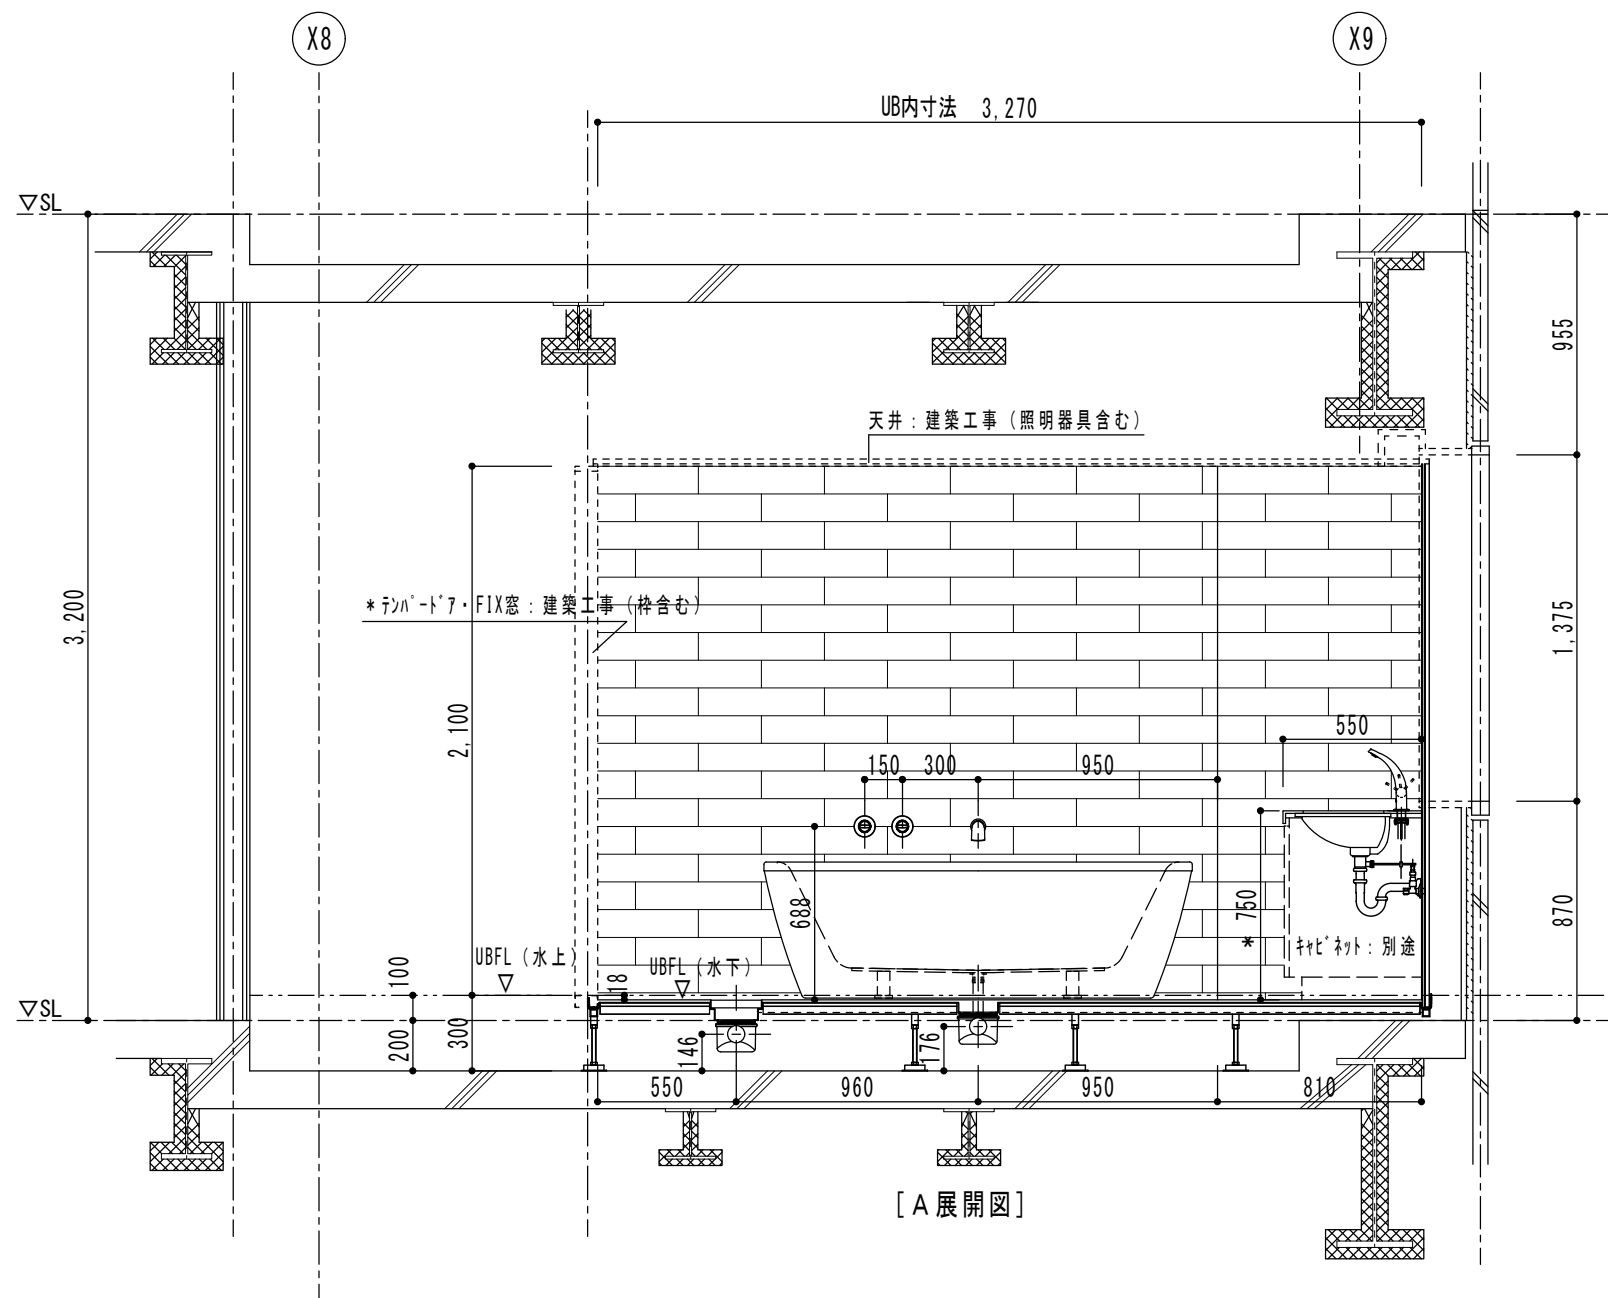 X8
X9
UB内寸法 3,270
▽SL
955
天井：建築工事（照明器具含む）
*テンパードア・FIX窓：建築工事（枠含む）
3,200
1,375
2,100
550
150
300
950
688
750
*
870
キャビネット：別途
UBFL（水上）
▽
UBFL（水下）
▽
18
100
▽SL
200
300
146
176
550
960
950
810
[A展開図]